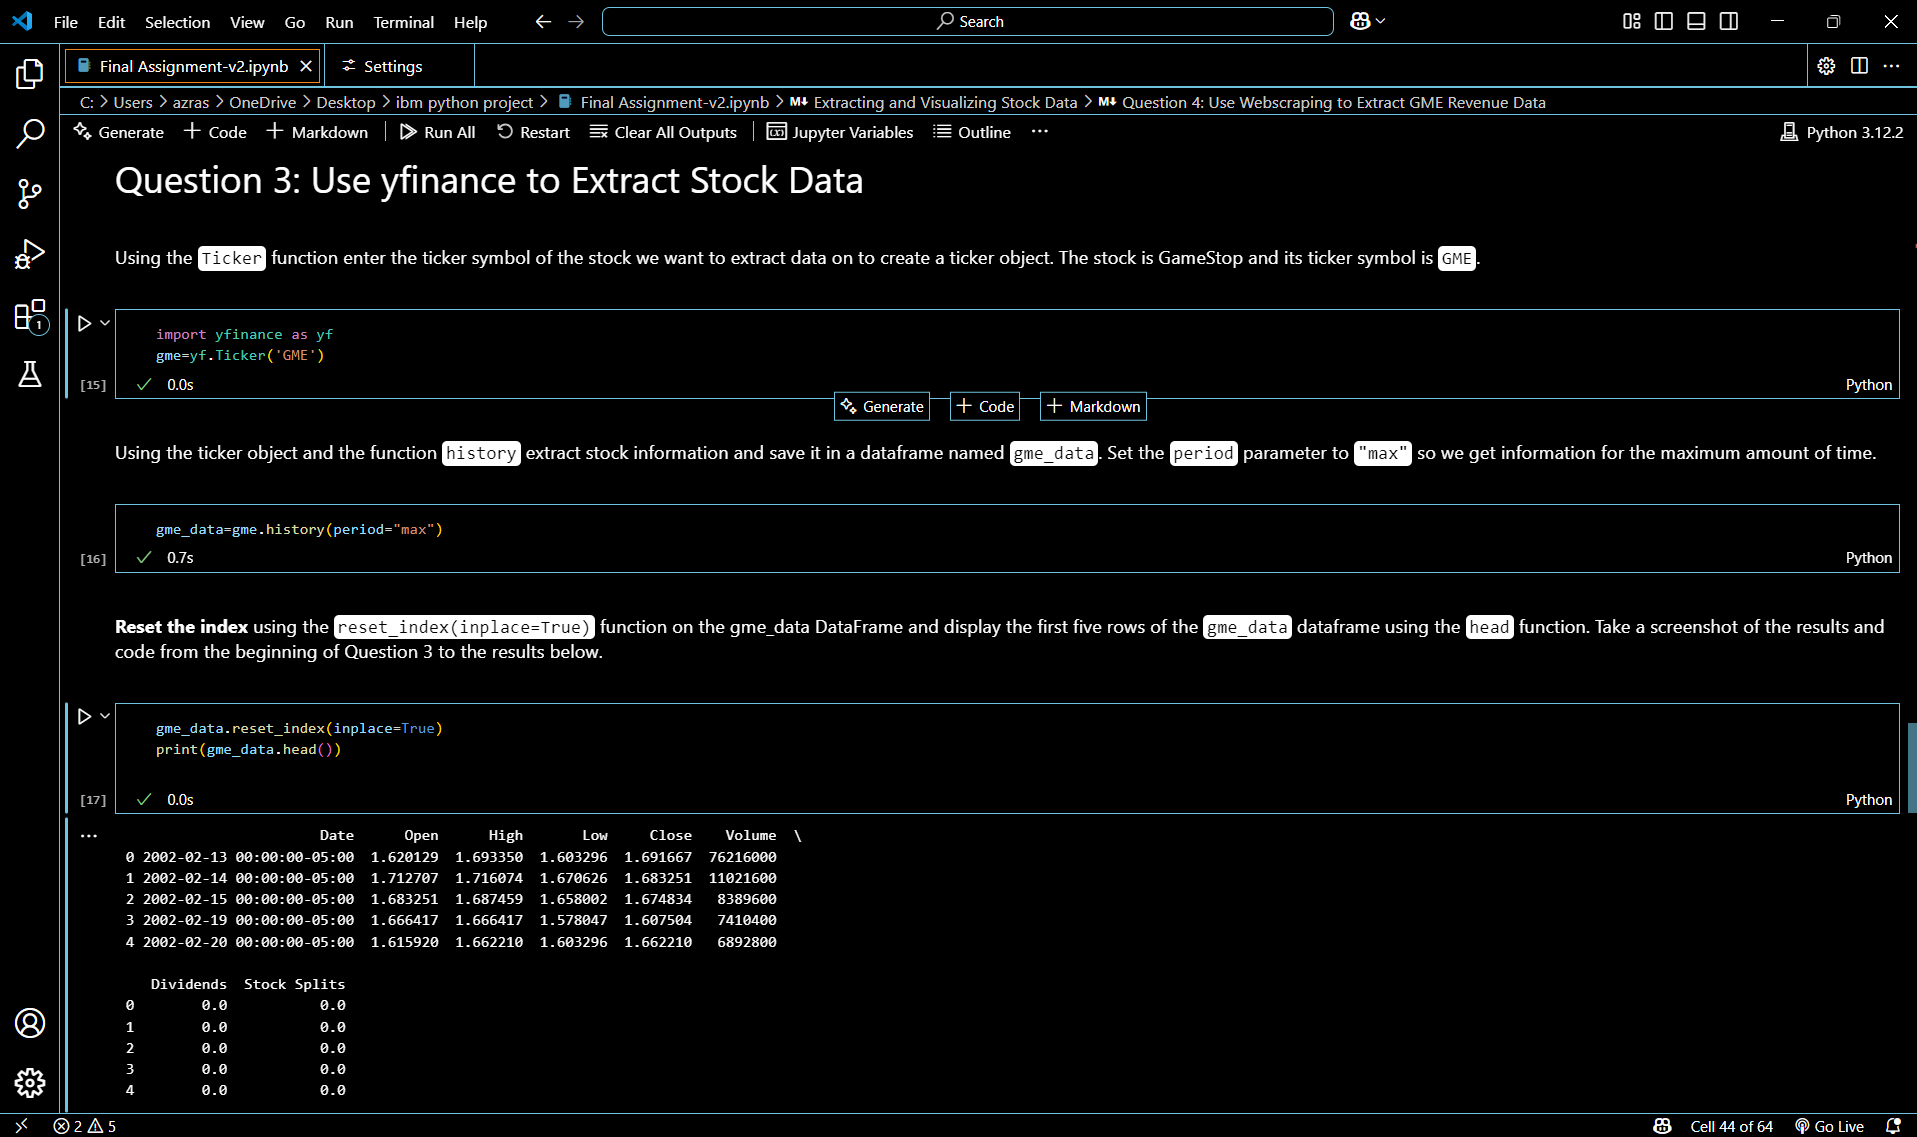 File Edit Selection View Go Run Terminal Help Search
Final Assignment-v2.ipynb Settings
C: > Users > azras > OneDrive > Desktop > ibm python project > Final Assignment-v2.ipynb > M↓ Extracting and Visualizing Stock Data > M↓ Question 4: Use Webscraping to Extract GME Revenue Data
Generate + Code + Markdown Run All Restart Clear All Outputs Jupyter Variables Outline ... Python 3.12.2
Question 3: Use yfinance to Extract Stock Data
Using the Ticker function enter the ticker symbol of the stock we want to extract data on to create a ticker object. The stock is GameStop and its ticker symbol is GME.
import yfinance as yf
gme=yf.Ticker('GME')
[15] 0.0s Python
Generate + Code + Markdown
Using the ticker object and the function history extract stock information and save it in a dataframe named gme_data. Set the period parameter to "max" so we get information for the maximum amount of time.
gme_data=gme.history(period="max")
[16] 0.7s Python
Reset the index using the reset_index(inplace=True) function on the gme_data DataFrame and display the first five rows of the gme_data dataframe using the head function. Take a screenshot of the results and
code from the beginning of Question 3 to the results below.
gme_data.reset_index(inplace=True)
print(gme_data.head())
[17] 0.0s Python
... Date Open High Low Close Volume \
0 2002-02-13 00:00:00-05:00 1.620129 1.693350 1.603296 1.691667 76216000
1 2002-02-14 00:00:00-05:00 1.712707 1.716074 1.670626 1.683251 11021600
2 2002-02-15 00:00:00-05:00 1.683251 1.687459 1.658002 1.674834 8389600
3 2002-02-19 00:00:00-05:00 1.666417 1.666417 1.578047 1.607504 7410400
4 2002-02-20 00:00:00-05:00 1.615920 1.662210 1.603296 1.662210 6892800
Dividends Stock Splits
0 0.0 0.0
1 0.0 0.0
2 0.0 0.0
3 0.0 0.0
4 0.0 0.0
1
2 5 Cell 44 of 64 Go Live